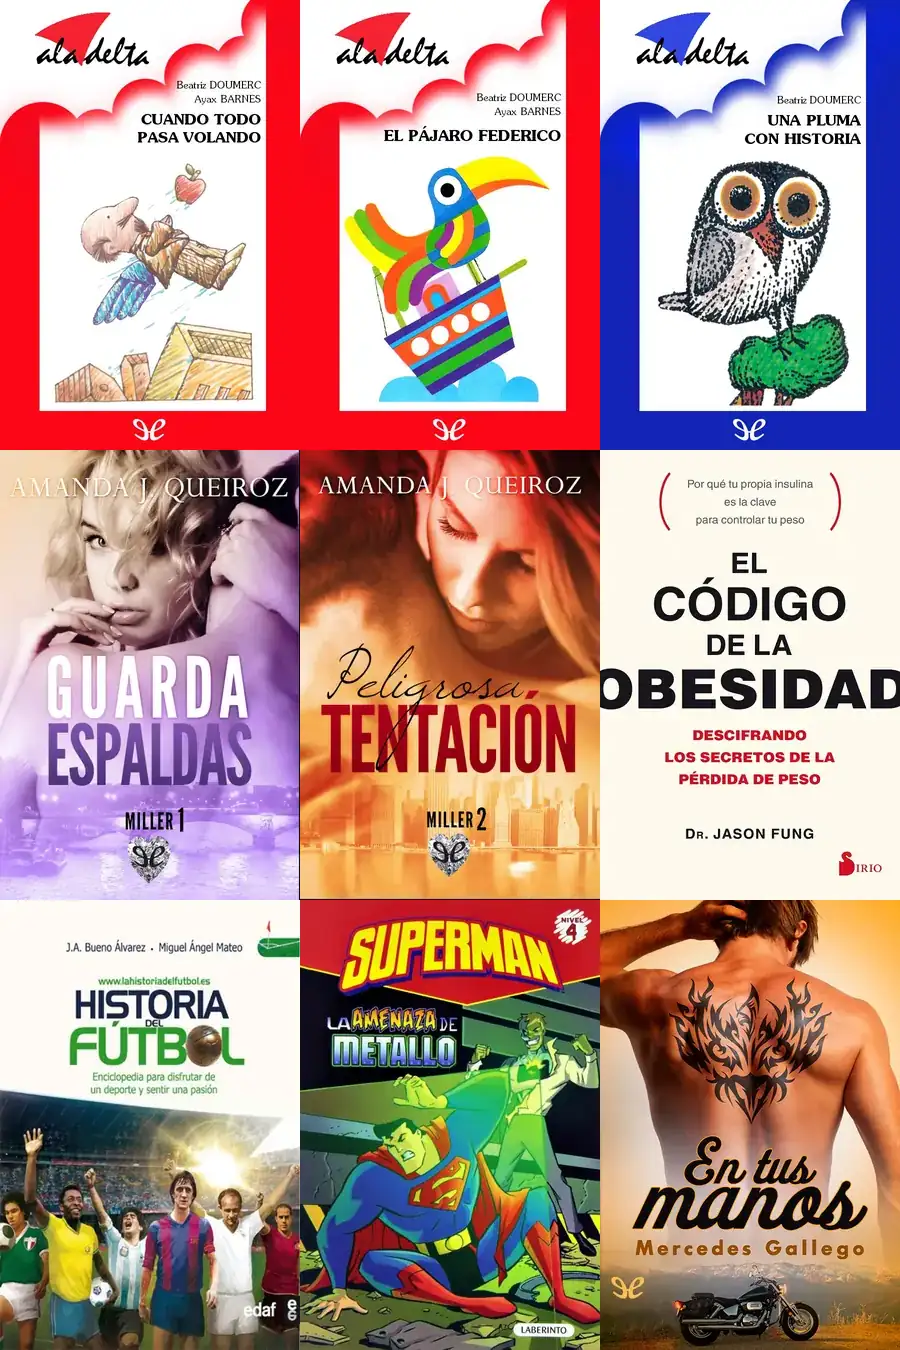 ala delta
Beatriz DOUMERC
Ayax BARNES
CUANDO TODO
PASA VOLANDO
ala delta
Beatriz DOUMERC
Ayax BARNES
EL PÁJARO FEDERICO
ala delta
Beatriz DOUMERC
UNA PLUMA
CON HISTORIA
AMANDA J. QUEIROZ
GUARDA
ESPALDAS
MILLER 1
AMANDA J. QUEIROZ
Peligrosa
TENTACIÓN
MILLER 2
Por qué tu propia insulina
es la clave
para controlar tu peso
EL
CÓDIGO
DE LA
OBESIDAD
DESCIFRANDO
LOS SECRETOS DE LA
PÉRDIDA DE PESO
DR. JASON FUNG
SIRIO
J.A. Bueno Álvarez • Miguel Ángel Mateo
www.lahistoriadelfutbol.es
HISTORIA
DEL
FÚTBOL
Enciclopedia para disfrutar de
un deporte y sentir una pasión
edaf
NIVEL
4
SUPERMAN
LA AMENAZA DE
METALLO
LABERINTO
En tus
manos
Mercedes Gallego